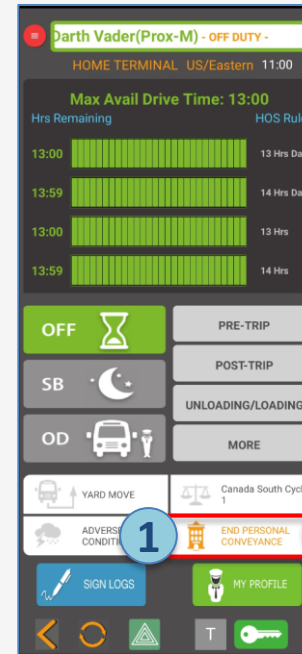 Darth Vader(Prox-M) - OFF DUTY -
HOME TERMINAL US/Eastern 11:00
Max Avail Drive Time: 13:00
Hrs Remaining HOS Rul
13:00 13 Hrs Da
13:59 14 Hrs Da
13:00 13 Hrs
13:59 14 Hrs
OFF
PRE-TRIP
POST-TRIP
SB
UNLOADING/LOADING
OD
MORE
YARD MOVE
Canada South Cycl
1
ADVERS
CONDITI
1
END PERSONAL
CONVEYANCE
SIGN LOGS
MY PROFILE
T